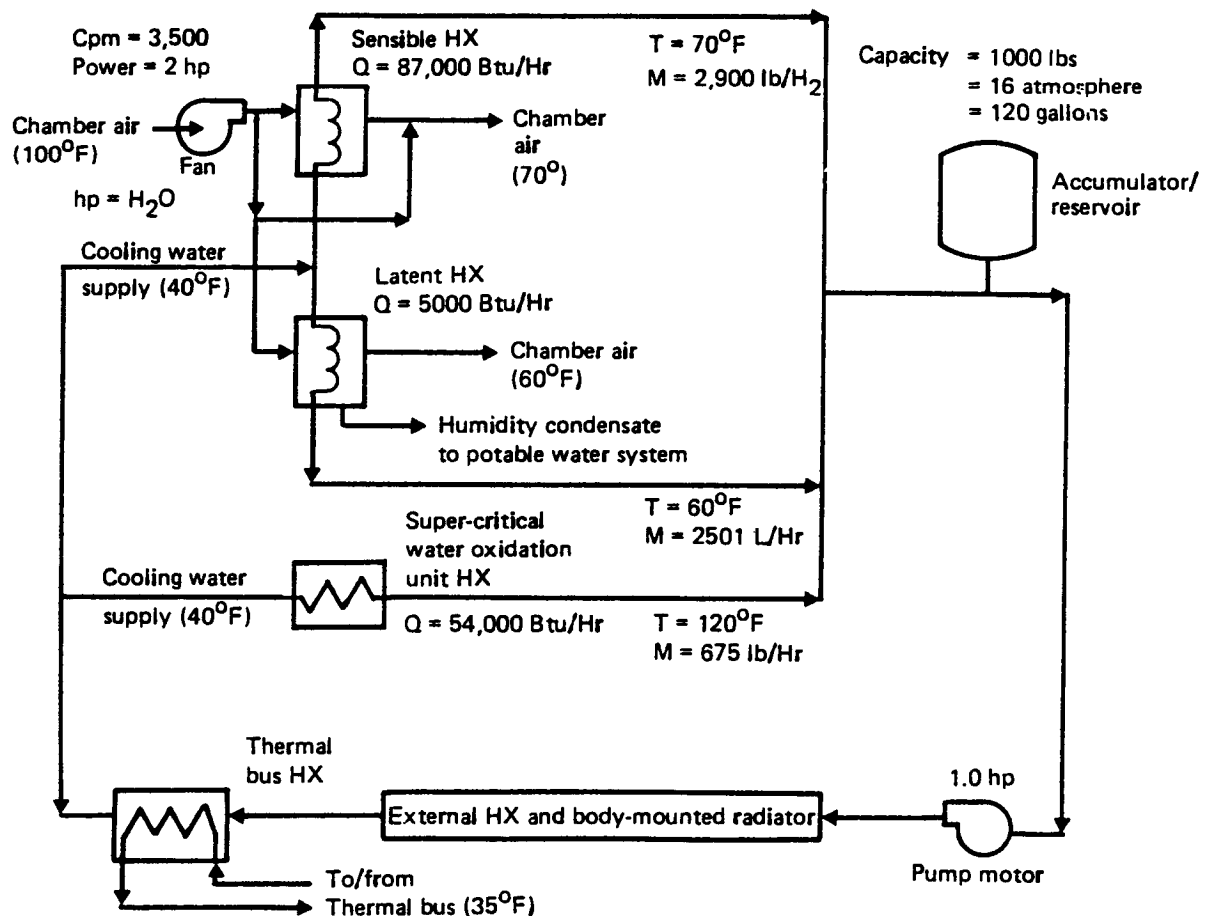 Cpm = 3,500
Power = 2 hp
Chamber air
(100°F)
Fan
hp = H₂O
Sensible HX
Q = 87,000 Btu/Hr
T = 70°F
M = 2,900 lb/H₂
Chamber
air
(70°)
Capacity = 1000 lbs
= 16 atmosphere
= 120 gallons
Accumulator/
reservoir
Cooling water
supply (40°F)
Latent HX
Q = 5000 Btu/Hr
Chamber air
(60°F)
Humidity condensate
to potable water system
T = 60°F
M = 2501 L/Hr
Super-critical
water oxidation
unit HX
Cooling water
supply (40°F)
Q = 54,000 Btu/Hr
T = 120°F
M = 675 lb/Hr
Thermal
bus HX
External HX and body-mounted radiator
1.0 hp
Pump motor
To/from
Thermal bus (35°F)